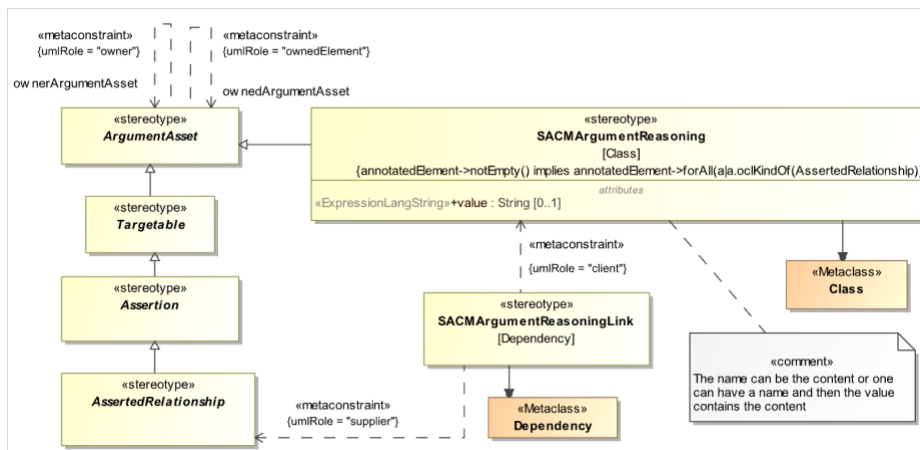 «metaconstraint»
{umlRole = "owner"}
«metaconstraint»
{umlRole = "ownedElement"}
ow nerArgumentAsset
ow nedArgumentAsset
«stereotype»
ArgumentAsset
«stereotype»
SACMArgumentReasoning
[Class]
{annotatedElement->notEmpty() implies annotatedElement->forAll(a|a.oclKindOf(AssertedRelationship)
attributes
«ExpressionLangString»+value : String [0..1]
«stereotype»
Targetable
«metaconstraint»
{umlRole = "client"}
«Metaclass»
Class
«stereotype»
Assertion
«stereotype»
SACMArgumentReasoningLink
[Dependency]
«comment»
The name can be the content or one
can have a name and then the value
contains the content
«stereotype»
AssertedRelationship
«metaconstraint»
{umlRole = "supplier"}
«Metaclass»
Dependency